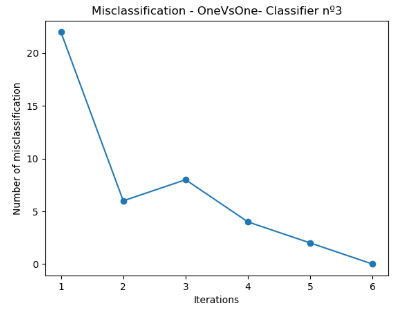 Misclassification - OneVsOne- Classifier nº3
Number of misclassification
20
15
10
5
0
1 2 3 4 5 6
Iterations